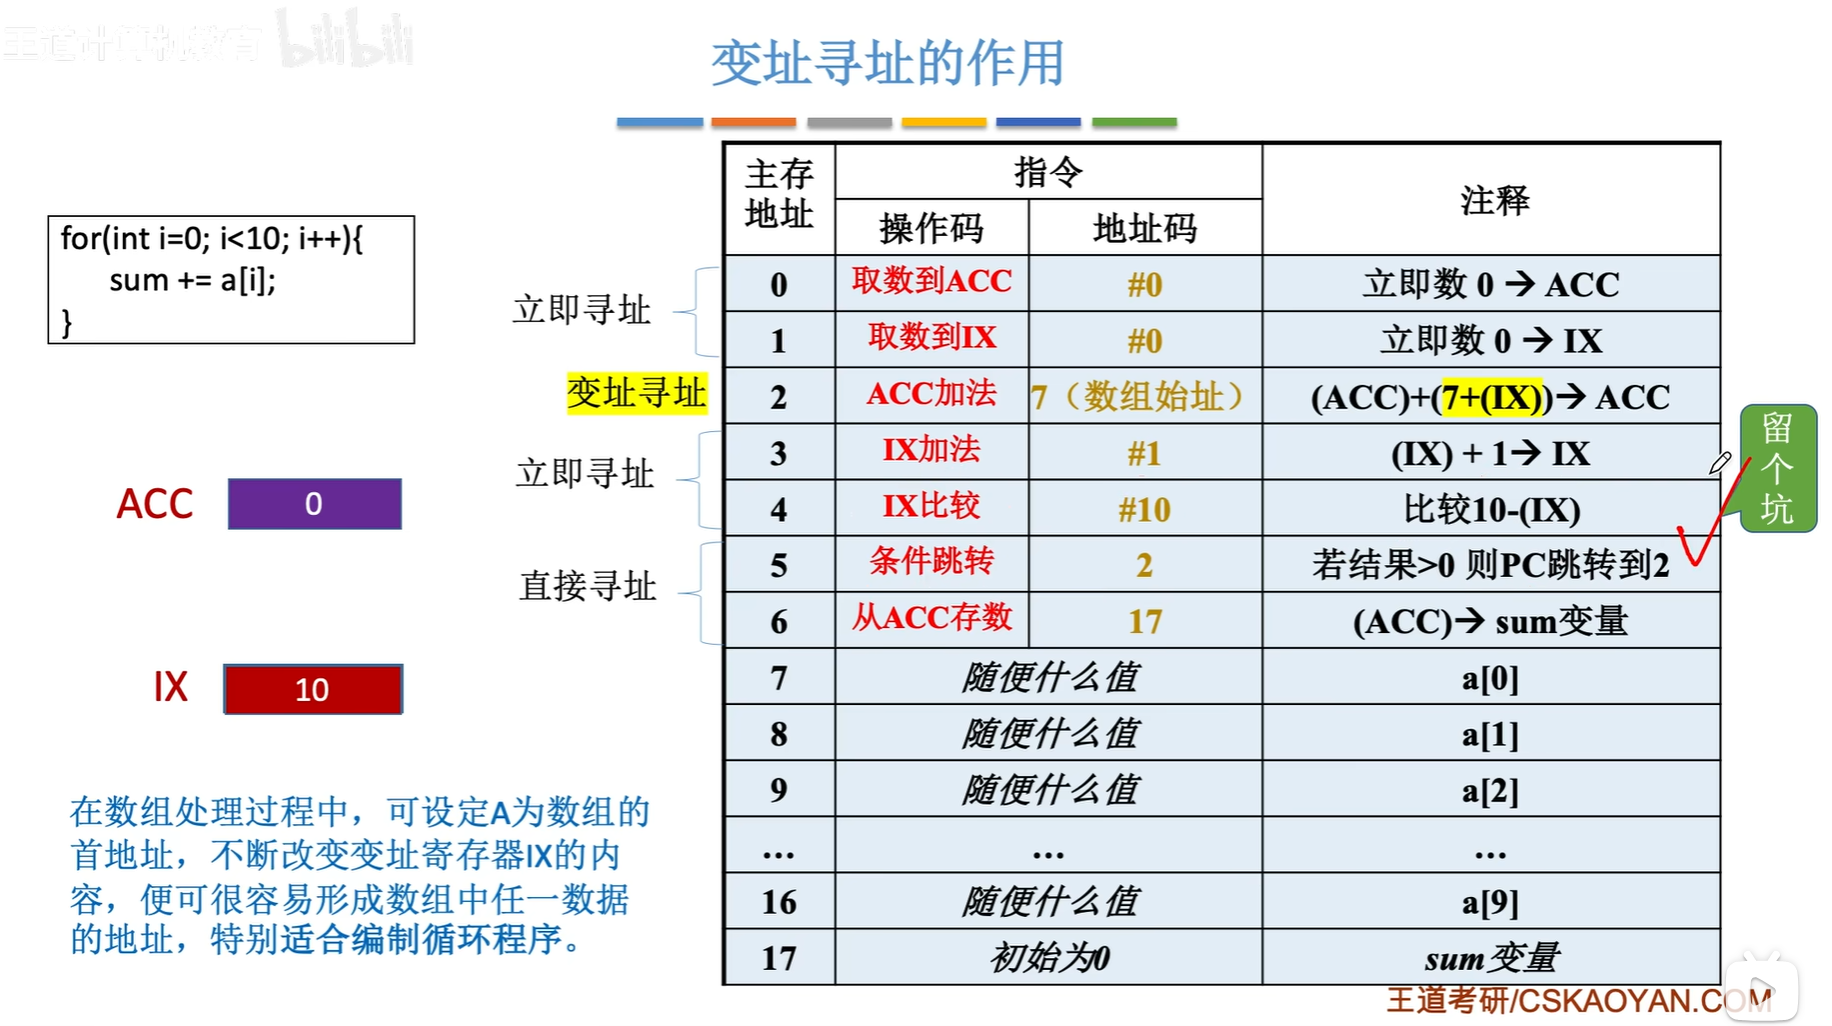 王道计算机教育 bilibili
变址寻址的作用
for(int i=0; i<10; i++){
sum += a[i];
}
立即寻址
变址寻址
立即寻址
直接寻址
ACC 0
IX 10
在数组处理过程中，可设定A为数组的
首地址，不断改变变址寄存器IX的内
容，便可很容易形成数组中任一数据
的地址，特别适合编制循环程序。
主存地址 指令 注释
操作码 地址码
0 取数到ACC #0 立即数 0 → ACC
1 取数到IX #0 立即数 0 → IX
2 ACC加法 7（数组始址） (ACC)+(7+(IX))→ ACC
3 IX加法 #1 (IX) + 1→ IX
4 IX比较 #10 比较10-(IX)
5 条件跳转 2 若结果>0 则PC跳转到2
6 从ACC存数 17 (ACC)→ sum变量
7 随便什么值 a[0]
8 随便什么值 a[1]
9 随便什么值 a[2]
... ... ...
16 随便什么值 a[9]
17 初始为0 sum变量
留个坑
王道考研/CSKAOYAN.COM